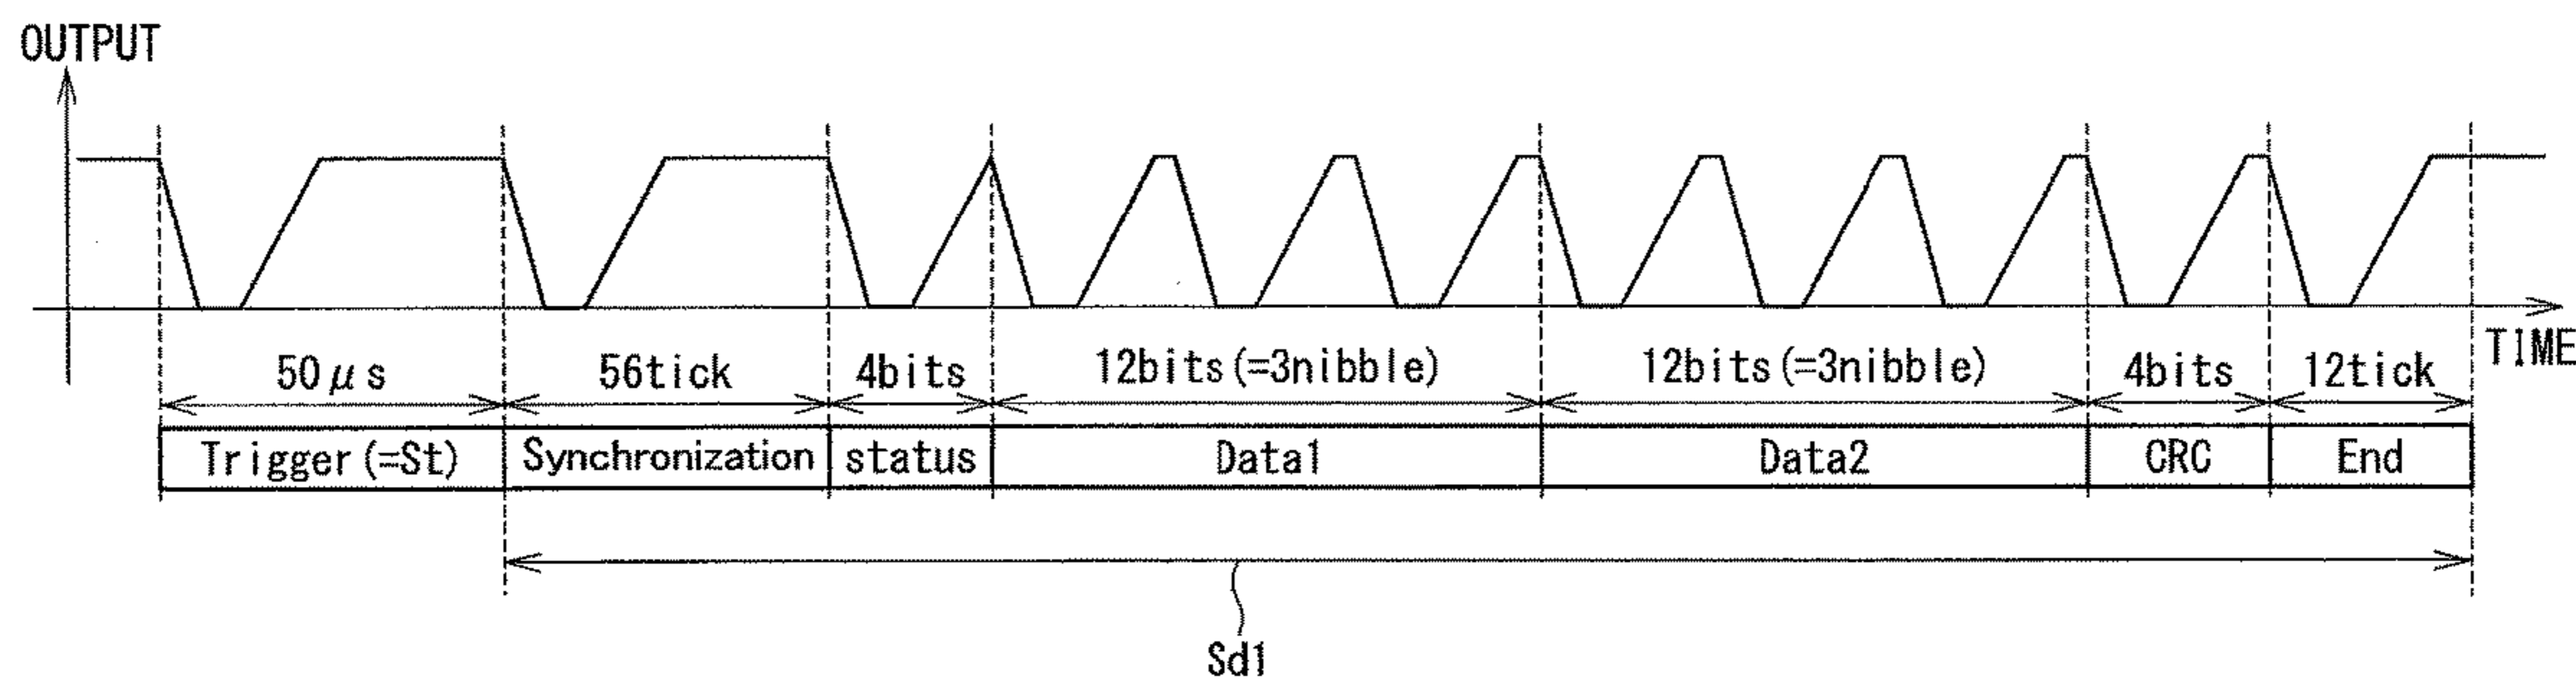 OUTPUT
50μs 56tick 4bits 12bits(=3nibble) 12bits(=3nibble) 4bits 12tick TIME
Trigger(=St) Synchronization status Data1 Data2 CRC End
Sd1